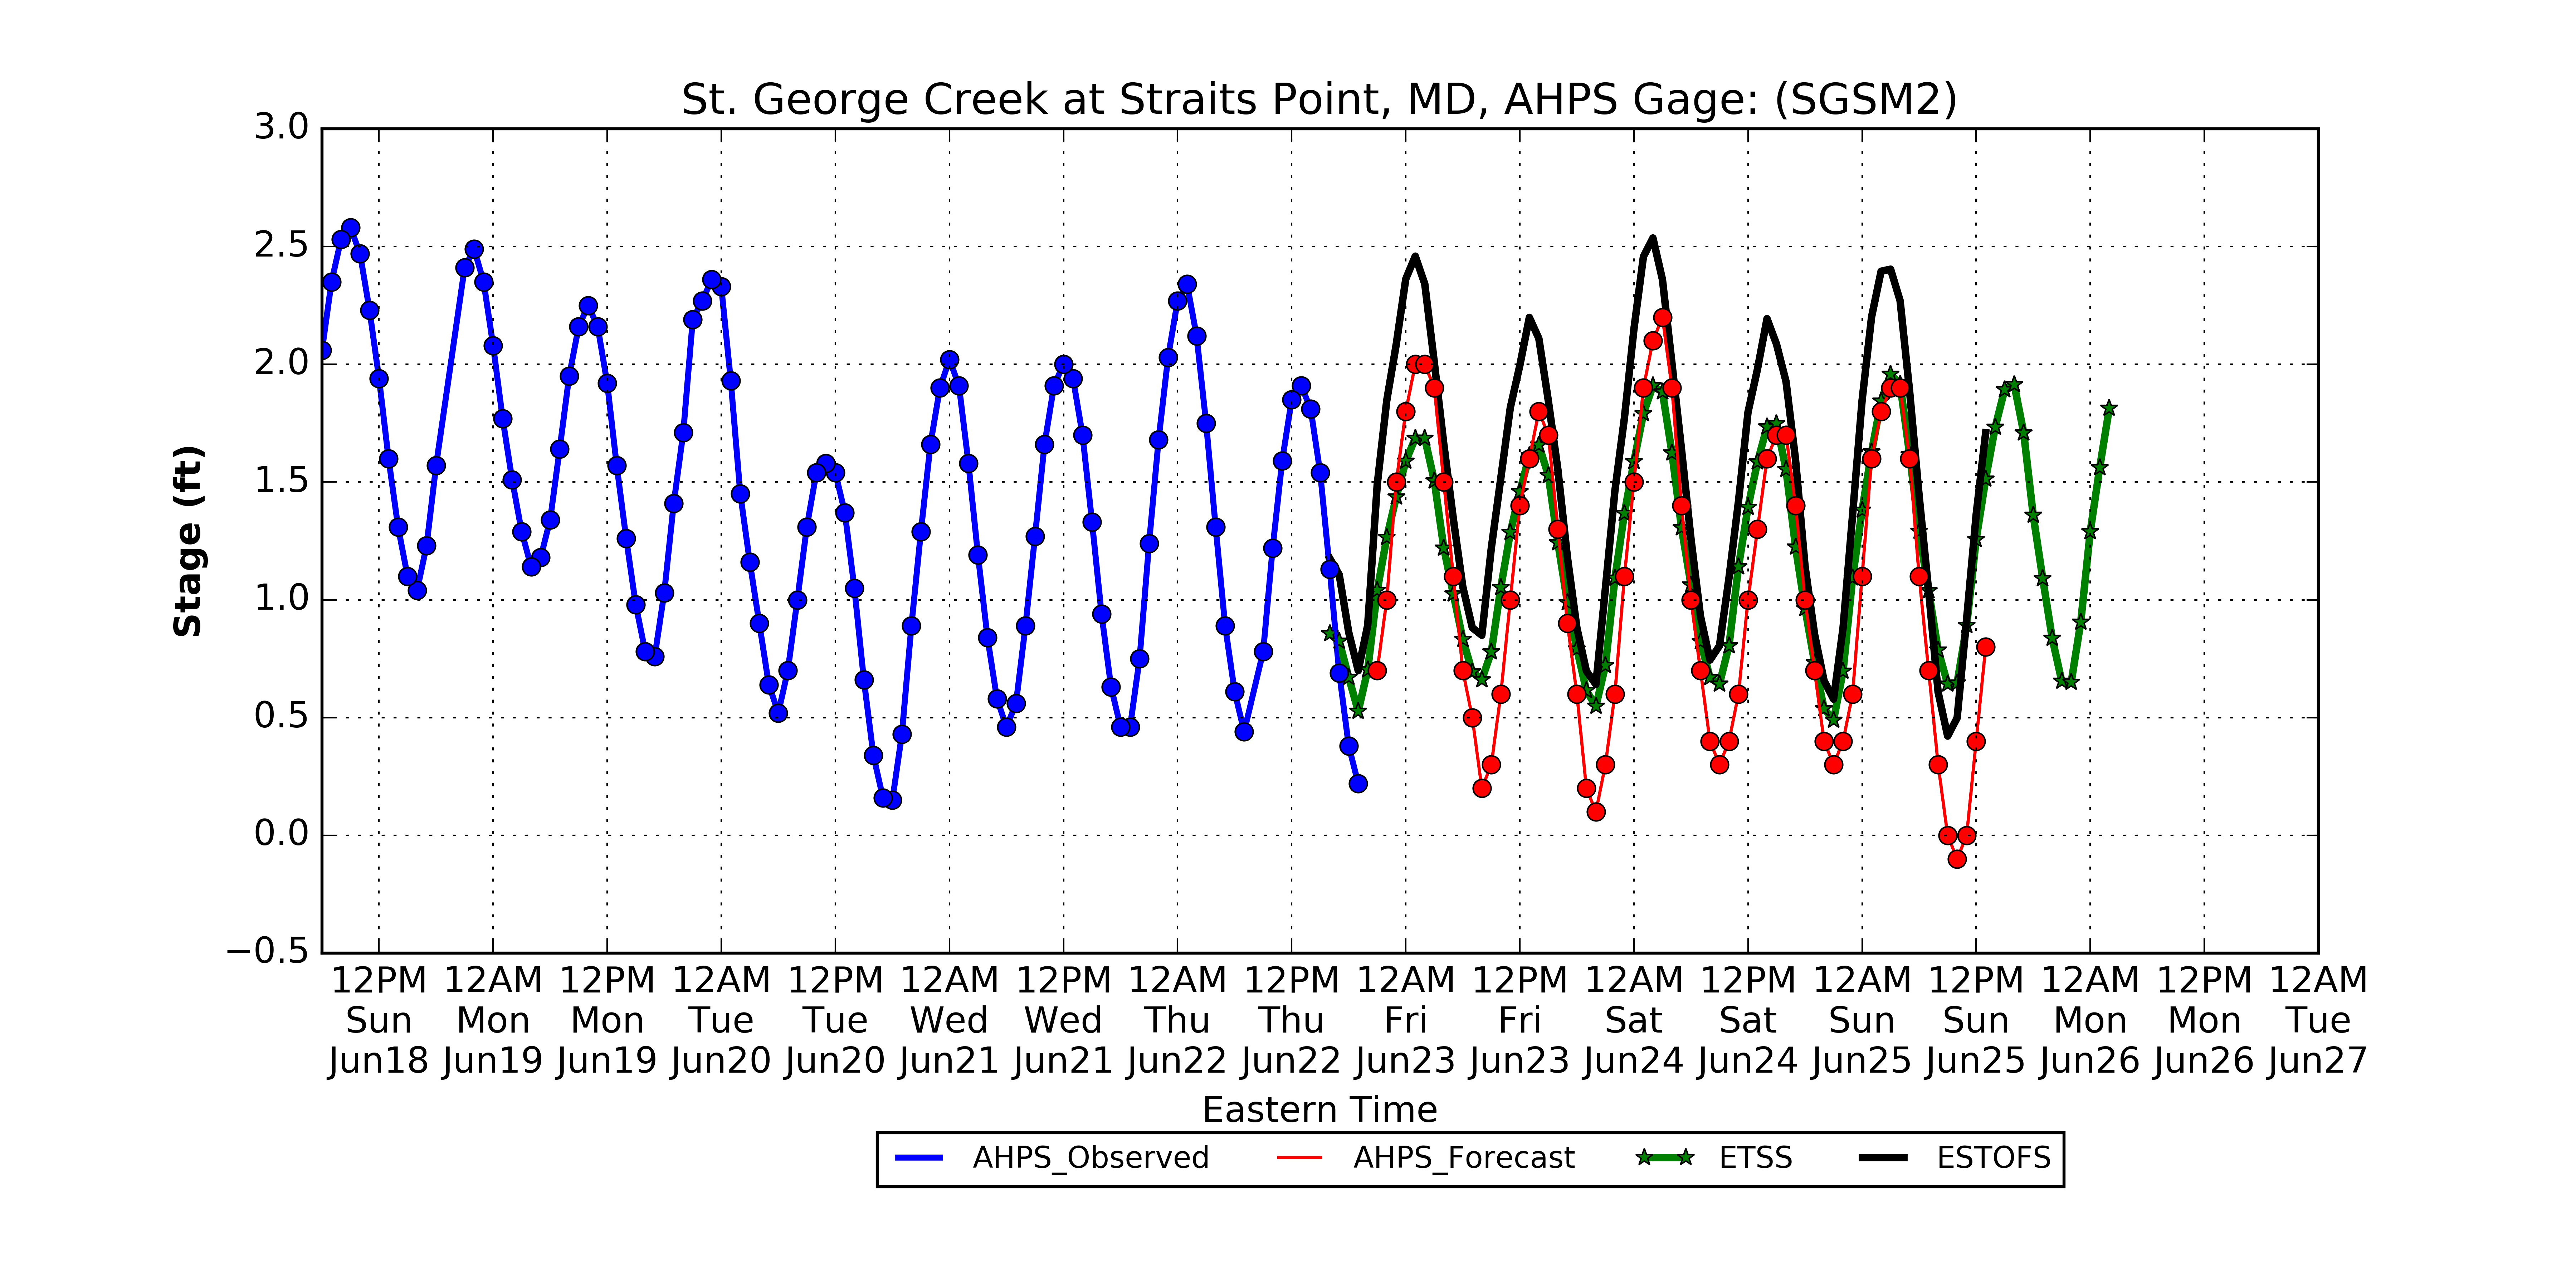 St. George Creek at Straits Point, MD, AHPS Gage: (SGSM2)
3.0
2.5
2.0
1.5
1.0
0.5
0.0
−0.5
Stage (ft)
12PM 12AM 12PM 12AM 12PM 12AM 12PM 12AM 12PM 12AM 12PM 12AM 12PM 12AM 12PM 12AM 12PM 12AM
Sun Mon Mon Tue Tue Wed Wed Thu Thu Fri Fri Sat Sat Sun Sun Mon Mon Tue
Jun18 Jun19 Jun19 Jun20 Jun20 Jun21 Jun21 Jun22 Jun22 Jun23 Jun23 Jun24 Jun24 Jun25 Jun25 Jun26 Jun26 Jun27
Eastern Time
AHPS_Observed AHPS_Forecast ETSS ESTOFS